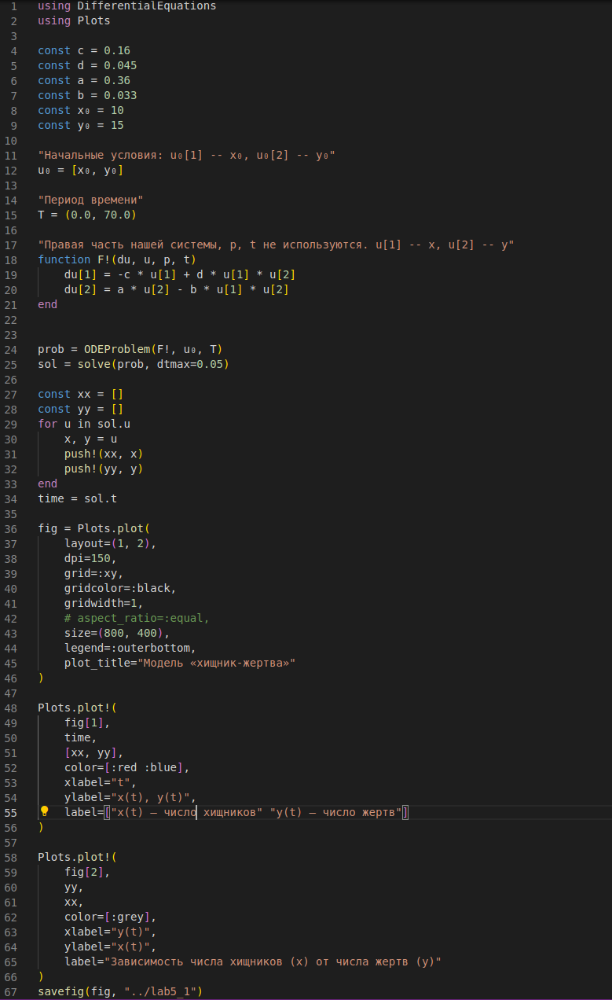 1 using DifferentialEquations
2 using Plots
3
4 const c = 0.16
5 const d = 0.045
6 const a = 0.36
7 const b = 0.033
8 const x₀ = 10
9 const y₀ = 15
10
11 "Начальные условия: u₀[1] -- x₀, u₀[2] -- y₀"
12 u₀ = [x₀, y₀]
13
14 "Период времени"
15 T = (0.0, 70.0)
16
17 "Правая часть нашей системы, p, t не используются. u[1] -- x, u[2] -- y"
18 function F!(du, u, p, t)
19     du[1] = -c * u[1] + d * u[1] * u[2]
20     du[2] = a * u[2] - b * u[1] * u[2]
21 end
22
23
24 prob = ODEProblem(F!, u₀, T)
25 sol = solve(prob, dtmax=0.05)
26
27 const xx = []
28 const yy = []
29 for u in sol.u
30     x, y = u
31     push!(xx, x)
32     push!(yy, y)
33 end
34 time = sol.t
35
36 fig = Plots.plot(
37     layout=(1, 2),
38     dpi=150,
39     grid=:xy,
40     gridcolor=:black,
41     gridwidth=1,
42     # aspect_ratio=:equal,
43     size=(800, 400),
44     legend=:outerbottom,
45     plot_title="Модель «хищник-жертва»"
46 )
47
48 Plots.plot!(
49     fig[1],
50     time,
51     [xx, yy],
52     color=[:red :blue],
53     xlabel="t",
54     ylabel="x(t), y(t)",
55     label=["x(t) — число хищников" "y(t) — число жертв"]
56 )
57
58 Plots.plot!(
59     fig[2],
60     yy,
61     xx,
62     color=[:grey],
63     xlabel="y(t)",
64     ylabel="x(t)",
65     label="Зависимость числа хищников (x) от числа жертв (y)"
66 )
67 savefig(fig, "../lab5_1")